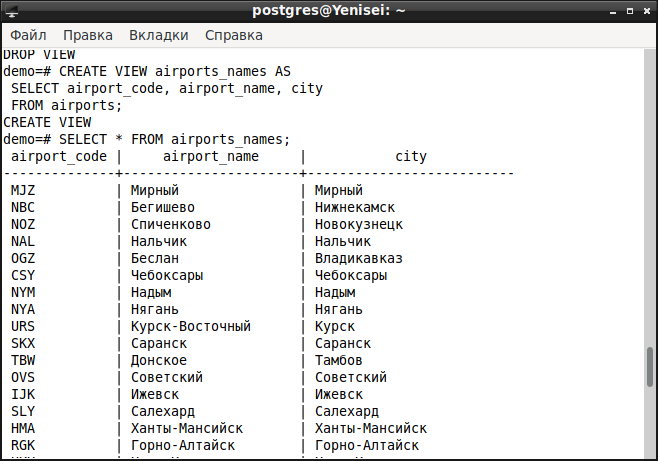 postgres@Yenisei: ~
Файл Правка Вкладки Справка
DROP VIEW
demo=# CREATE VIEW airports_names AS
 SELECT airport_code, airport_name, city
 FROM airports;
CREATE VIEW
demo=# SELECT * FROM airports_names;
 airport_code |     airport_name     |           city
--------------+----------------------+--------------------------
 MJZ          | Мирный               | Мирный
 NBC          | Бегишево             | Нижнекамск
 NOZ          | Спиченково           | Новокузнецк
 NAL          | Нальчик              | Нальчик
 OGZ          | Беслан               | Владикавказ
 CSY          | Чебоксары            | Чебоксары
 NYM          | Надым                | Надым
 NYA          | Нягань               | Нягань
 URS          | Курск-Восточный      | Курск
 SKX          | Саранск              | Саранск
 TBW          | Донское              | Тамбов
 OVS          | Советский            | Советский
 IJK          | Ижевск               | Ижевск
 SLY          | Салехард             | Салехард
 HMA          | Ханты-Мансийск       | Ханты-Мансийск
 RGK          | Горно-Алтайск        | Горно-Алтайск